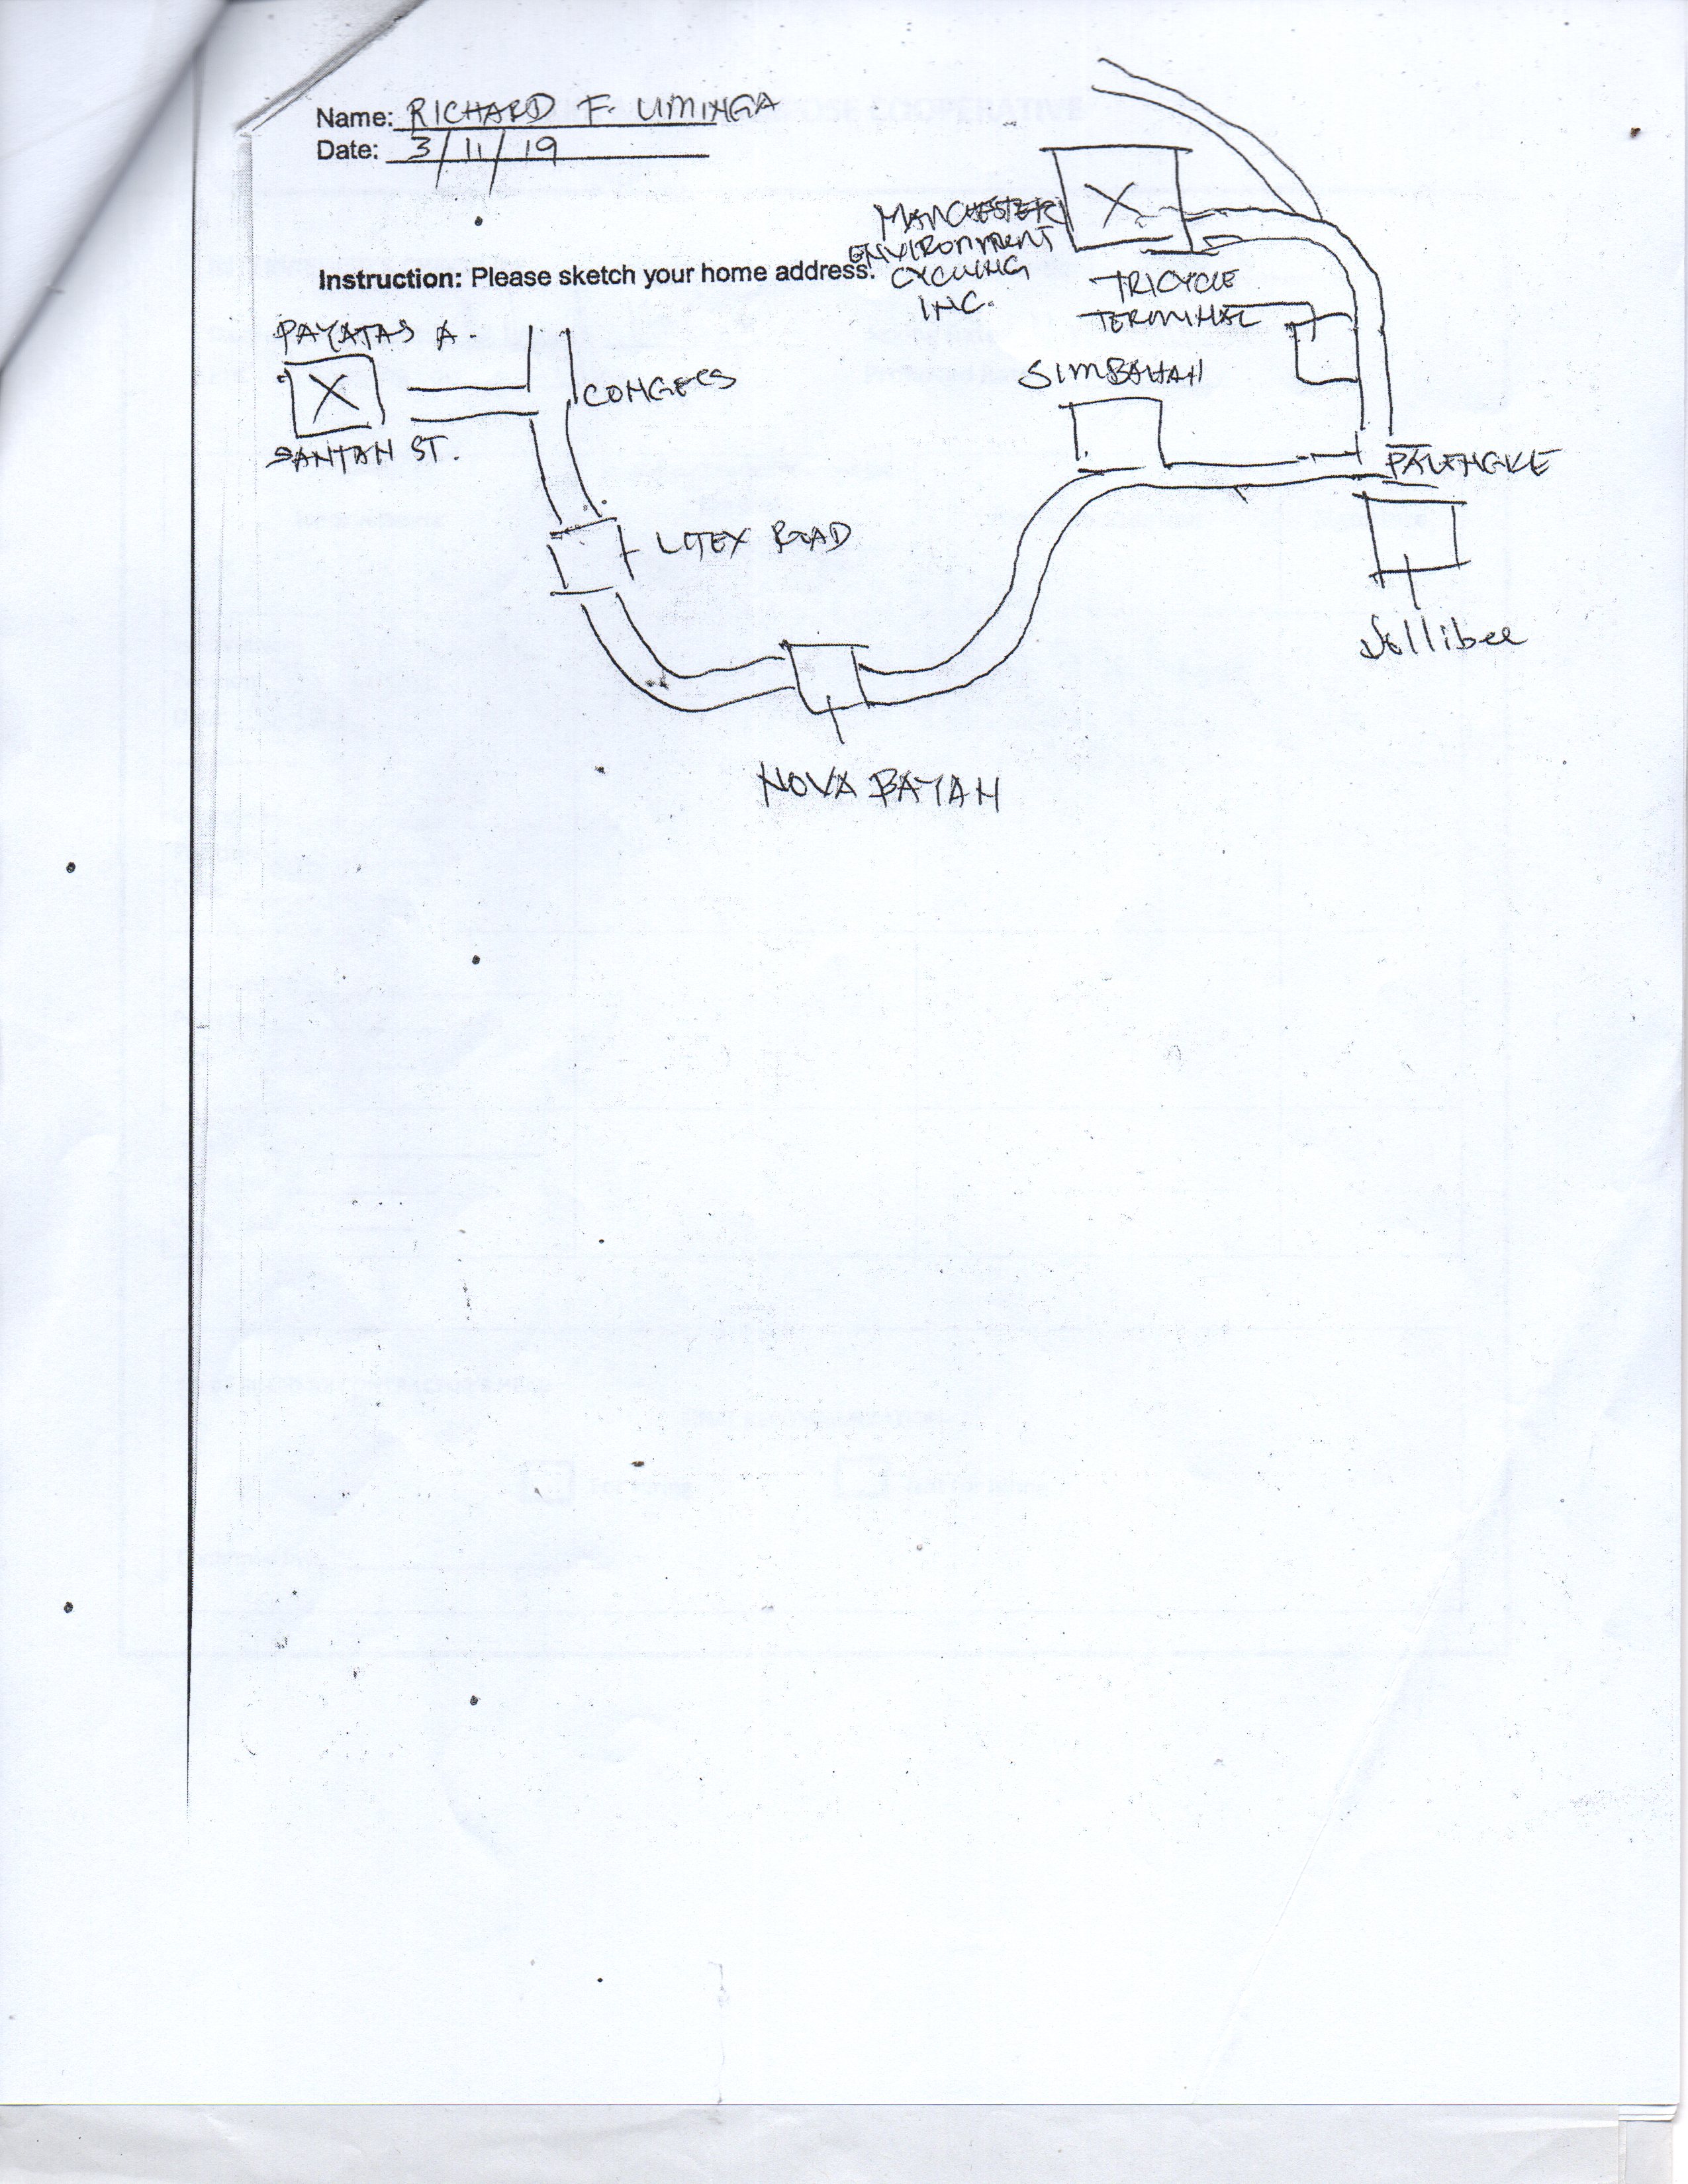 Name: RICHARD F. UMINGA
Date: 3/11/19
Instruction: Please sketch your home address.
MANCHESTER
ENVIRONMENT
CYCLING
INC.
TRICYCLE
TERMINAL
SIMBAHAN
PAYATAS A.
CONGRESS
SANTAN ST.
PALENGKE
LITEX ROAD
Jollibee
NOVA BAYAN